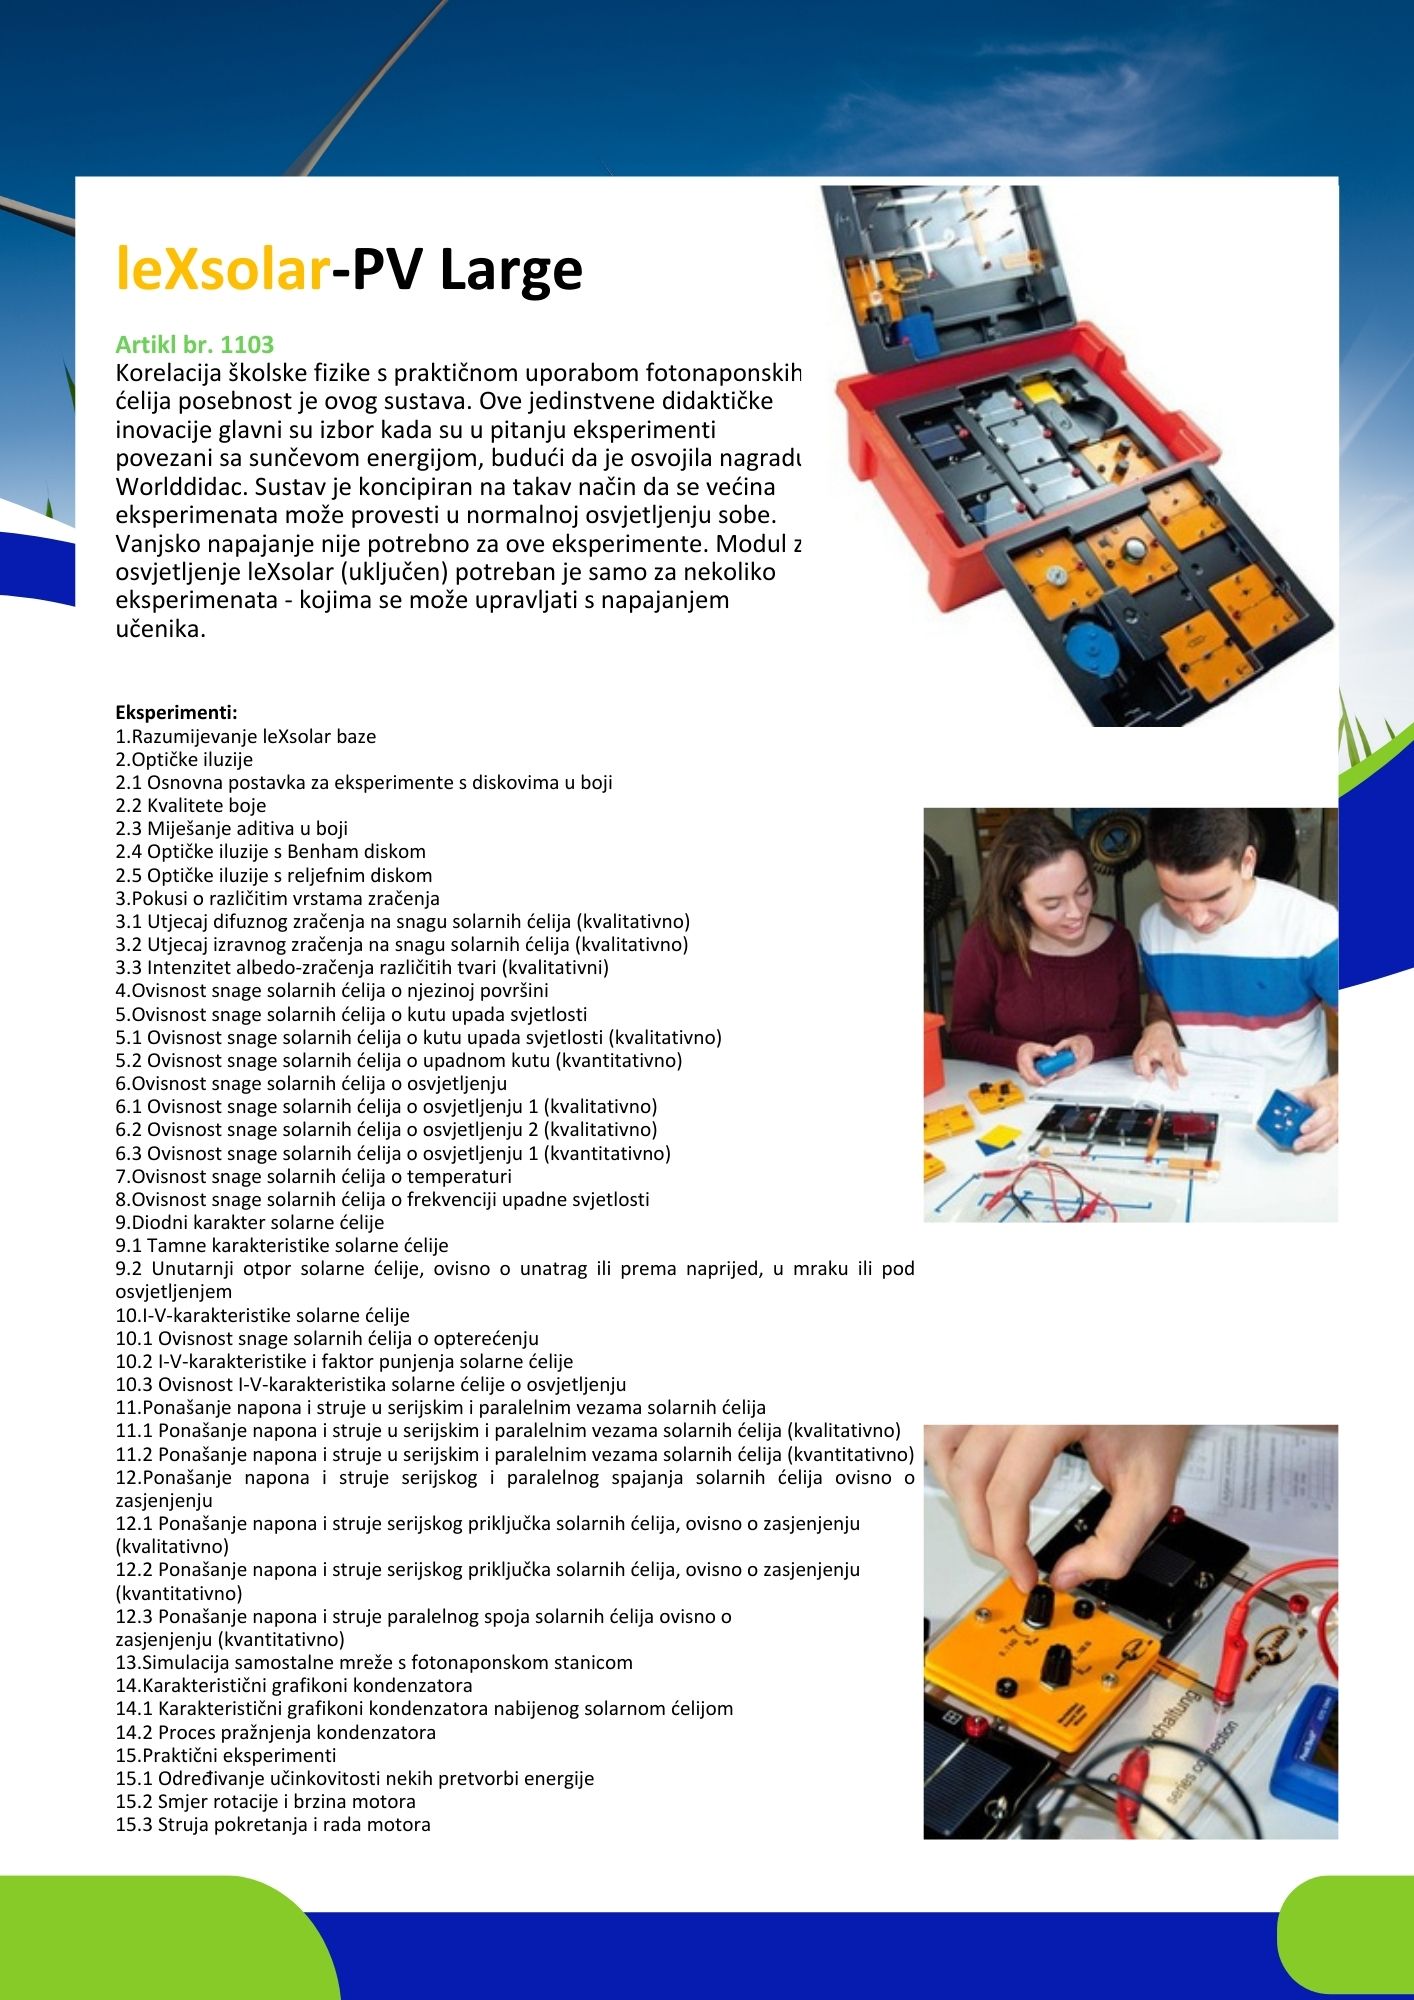 leXsolar-PV Large
Artikl br. 1103
Korelacija školske fizike s praktičnom uporabom fotonaponskih
ćelija posebnost je ovog sustava. Ove jedinstvene didaktičke
inovacije glavni su izbor kada su u pitanju eksperimenti
povezani sa sunčevom energijom, budući da je osvojila nagradu
Worlddidac. Sustav je koncipiran na takav način da se većina
eksperimenata može provesti u normalnoj osvjetljenju sobe.
Vanjsko napajanje nije potrebno za ove eksperimente. Modul z
osvjetljenje leXsolar (uključen) potreban je samo za nekoliko
eksperimenata - kojima se može upravljati s napajanjem
učenika.
Eksperimenti:
1.Razumijevanje leXsolar baze
2.Optičke iluzije
2.1 Osnovna postavka za eksperimente s diskovima u boji
2.2 Kvalitete boje
2.3 Miješanje aditiva u boji
2.4 Optičke iluzije s Benham diskom
2.5 Optičke iluzije s reljefnim diskom
3.Pokusi o različitim vrstama zračenja
3.1 Utjecaj difuznog zračenja na snagu solarnih ćelija (kvalitativno)
3.2 Utjecaj izravnog zračenja na snagu solarnih ćelija (kvalitativno)
3.3 Intenzitet albedo-zračenja različitih tvari (kvalitativni)
4.Ovisnost snage solarnih ćelija o njezinoj površini
5.Ovisnost snage solarnih ćelija o kutu upada svjetlosti
5.1 Ovisnost snage solarnih ćelija o kutu upada svjetlosti (kvalitativno)
5.2 Ovisnost snage solarnih ćelija o upadnom kutu (kvantitativno)
6.Ovisnost snage solarnih ćelija o osvjetljenju
6.1 Ovisnost snage solarnih ćelija o osvjetljenju 1 (kvalitativno)
6.2 Ovisnost snage solarnih ćelija o osvjetljenju 2 (kvalitativno)
6.3 Ovisnost snage solarnih ćelija o osvjetljenju 1 (kvantitativno)
7.Ovisnost snage solarnih ćelija o temperaturi
8.Ovisnost snage solarnih ćelija o frekvenciji upadne svjetlosti
9.Diodni karakter solarne ćelije
9.1 Tamne karakteristike solarne ćelije
9.2 Unutarnji otpor solarne ćelije, ovisno o unatrag ili prema naprijed, u mraku ili pod
osvjetljenjem
10.I-V-karakteristike solarne ćelije
10.1 Ovisnost snage solarnih ćelija o opterećenju
10.2 I-V-karakteristike i faktor punjenja solarne ćelije
10.3 Ovisnost I-V-karakteristika solarne ćelije o osvjetljenju
11.Ponašanje napona i struje u serijskim i paralelnim vezama solarnih ćelija
11.1 Ponašanje napona i struje u serijskim i paralelnim vezama solarnih ćelija (kvalitativno)
11.2 Ponašanje napona i struje u serijskim i paralelnim vezama solarnih ćelija (kvantitativno)
12.Ponašanje napona i struje serijskog i paralelnog spajanja solarnih ćelija ovisno o
zasjenjenju
12.1 Ponašanje napona i struje serijskog priključka solarnih ćelija, ovisno o zasjenjenju
(kvalitativno)
12.2 Ponašanje napona i struje serijskog priključka solarnih ćelija, ovisno o zasjenjenju
(kvantitativno)
12.3 Ponašanje napona i struje paralelnog spoja solarnih ćelija ovisno o
zasjenjenju (kvantitativno)
13.Simulacija samostalne mreže s fotonaponskom stanicom
14.Karakteristični grafikoni kondenzatora
14.1 Karakteristični grafikoni kondenzatora nabijenog solarnom ćelijom
14.2 Proces pražnjenja kondenzatora
15.Praktični eksperimenti
15.1 Određivanje učinkovitosti nekih pretvorbi energije
15.2 Smjer rotacije i brzina motora
15.3 Struja pokretanja i rada motora
series connection